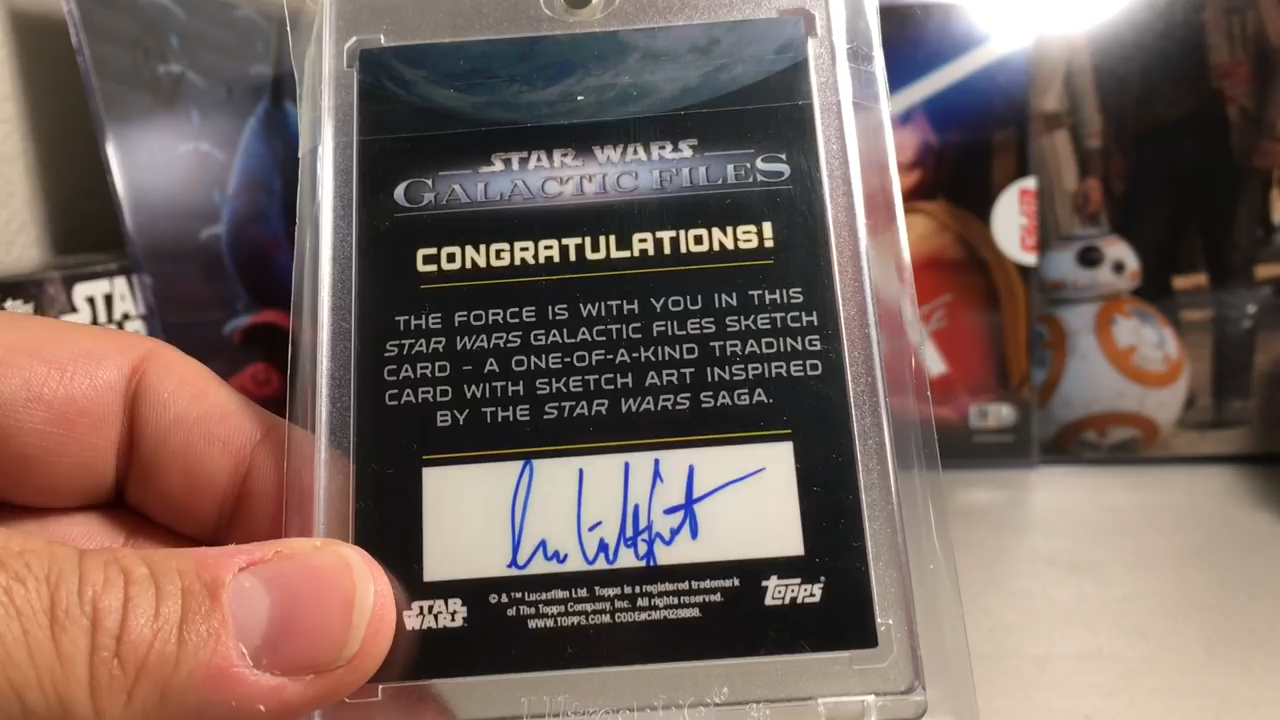 STAR WARS
GALACTIC FILES
CONGRATULATIONS!
THE FORCE IS WITH YOU IN THIS
STAR WARS GALACTIC FILES SKETCH
CARD – A ONE-OF-A-KIND TRADING
CARD WITH SKETCH ART INSPIRED
BY THE STAR WARS SAGA.
STAR
WARS
© & ™ Lucasfilm Ltd. Topps is a registered trademark
of The Topps Company, Inc. All rights reserved.
WWW.TOPPS.COM. CODE#CMP028888.
Topps®
STA